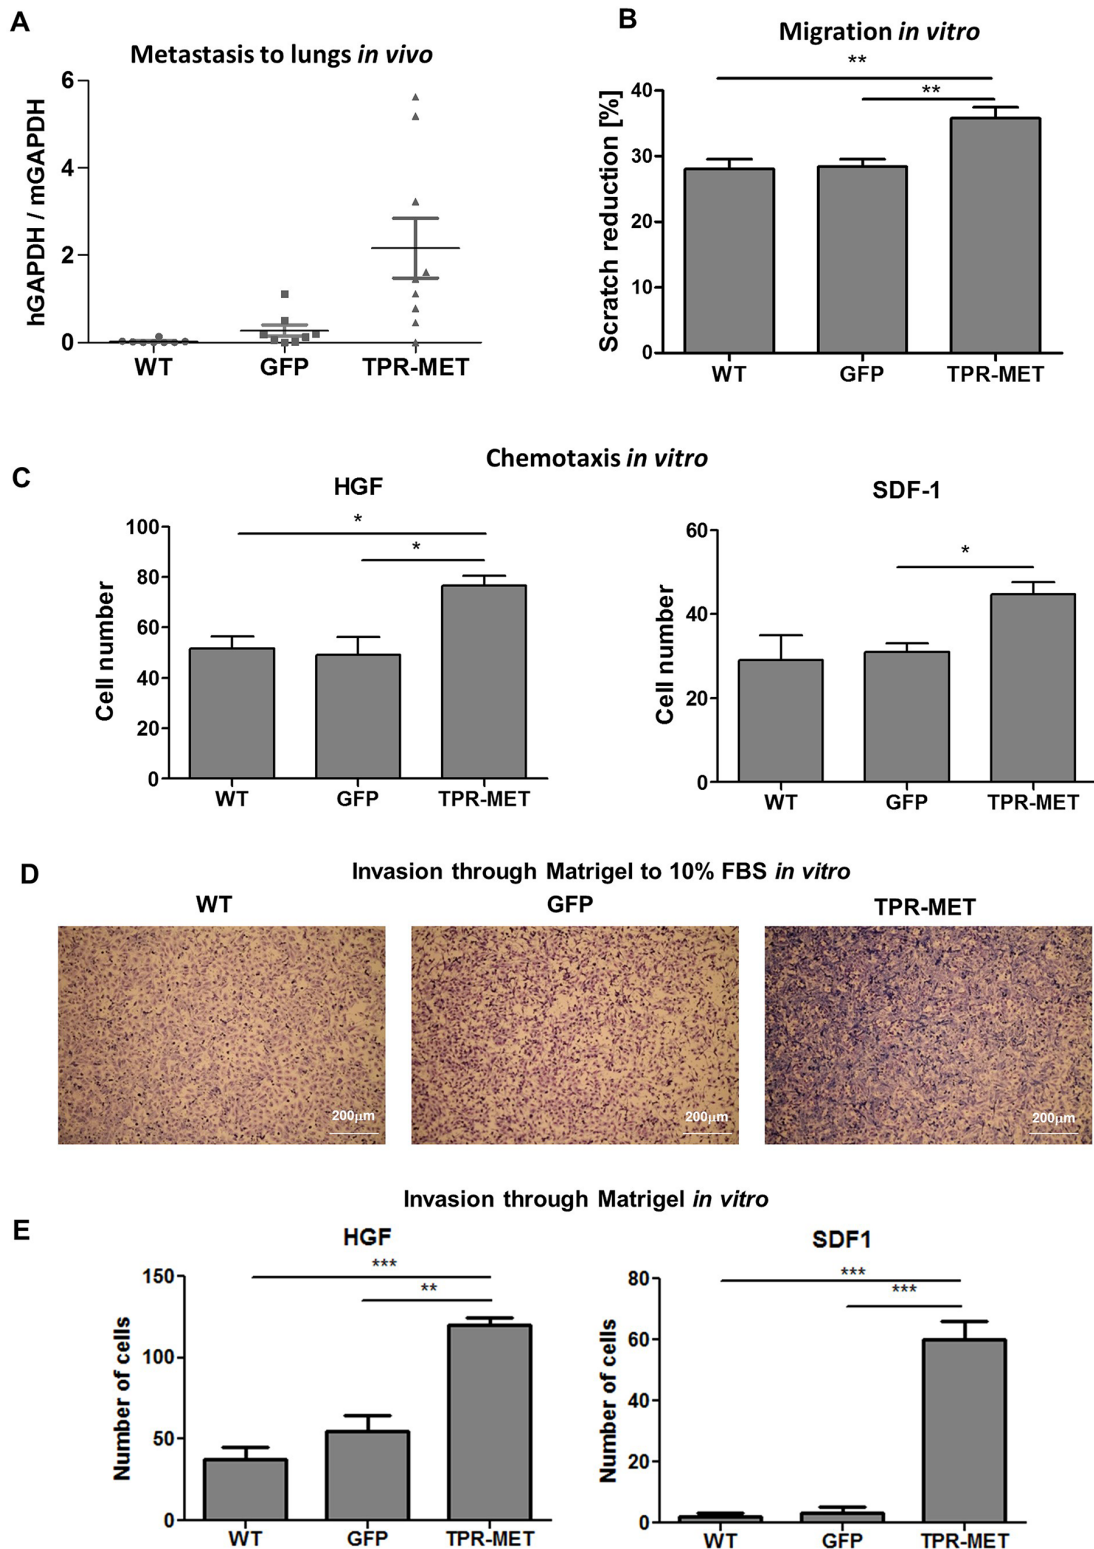 A
Metastasis to lungs in vivo
hGAPDH / mGAPDH
6
4
2
0
WT GFP TPR-MET
B
Migration in vitro
**
**
Scratch reduction [%]
40
30
20
10
0
WT GFP TPR-MET
C
Chemotaxis in vitro
HGF
*
*
Cell number
100
80
60
40
20
0
WT GFP TPR-MET
SDF-1
*
Cell number
60
40
20
0
WT GFP TPR-MET
D
Invasion through Matrigel to 10% FBS in vitro
WT GFP TPR-MET
200µm 200µm 200µm
E
Invasion through Matrigel in vitro
HGF
***
**
Number of cells
150
100
50
0
WT GFP TPR-MET
SDF1
***
***
Number of cells
80
60
40
20
0
WT GFP TPR-MET